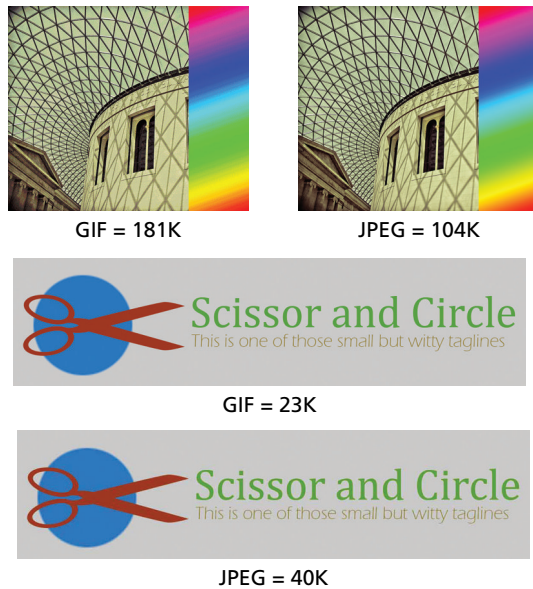 GIF = 181K
JPEG = 104K
Scissor and Circle
This is one of those small but witty taglines
GIF = 23K
Scissor and Circle
This is one of those small but witty taglines
JPEG = 40K